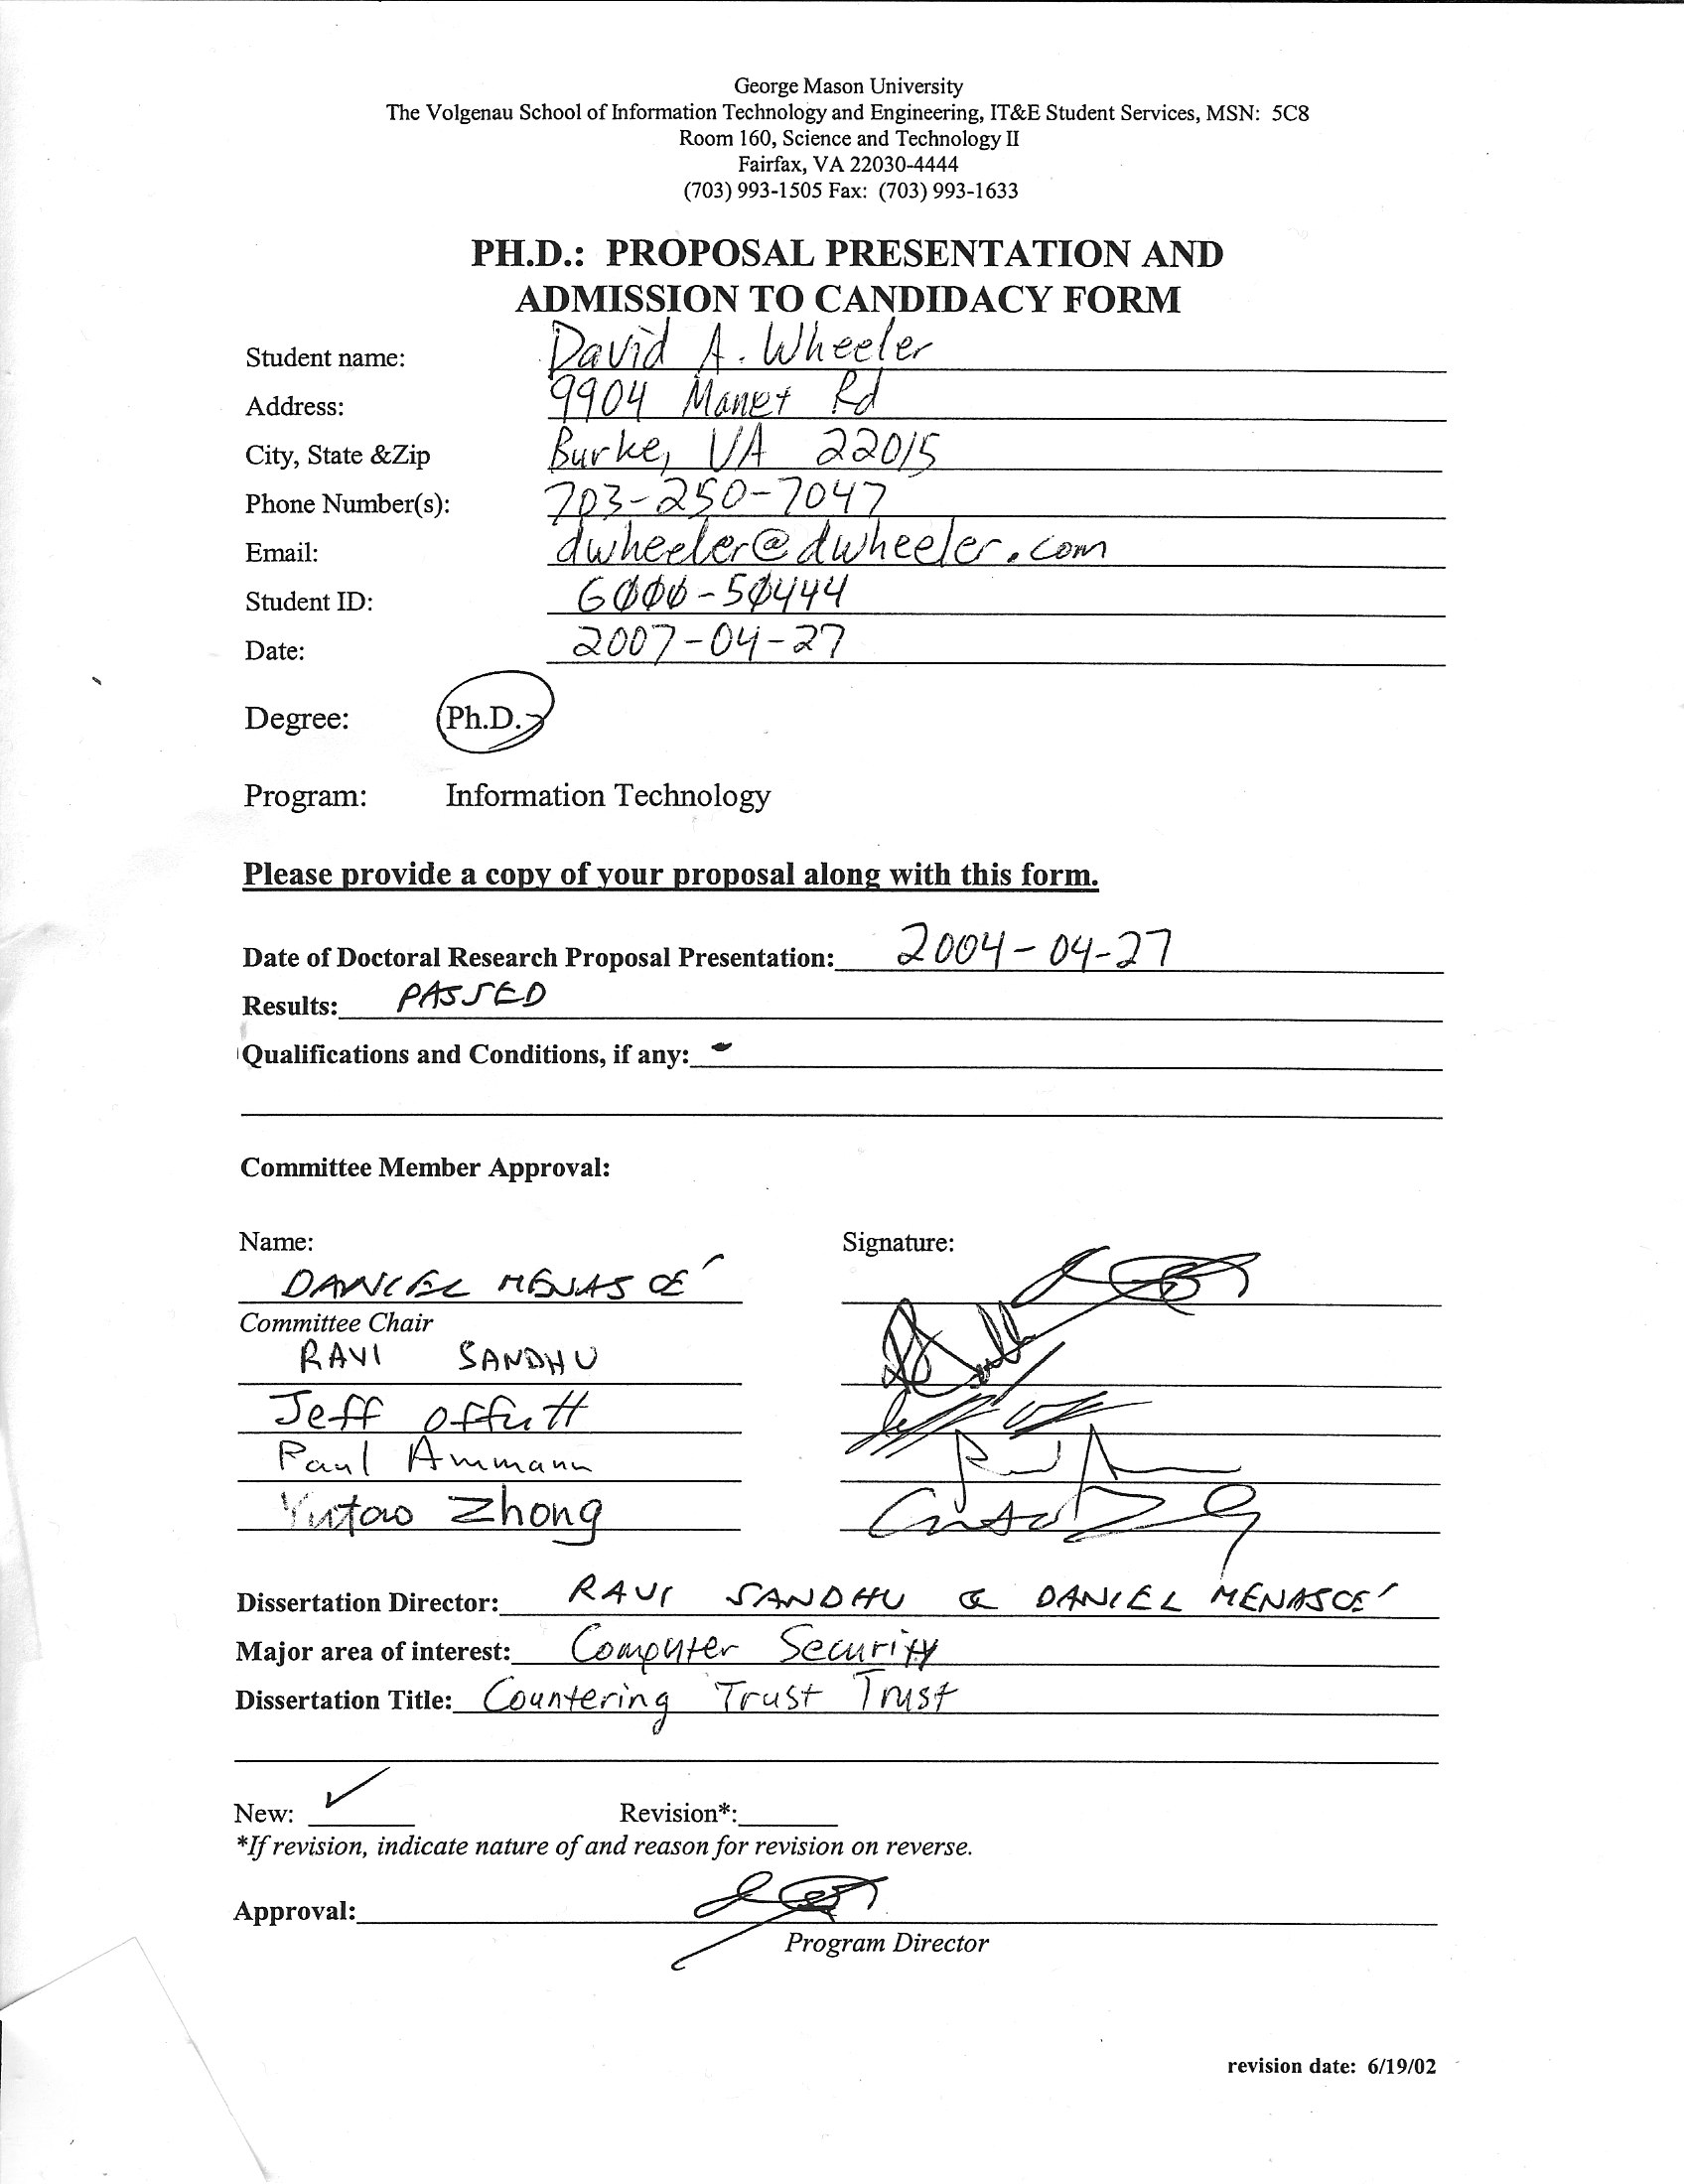 George Mason University
The Volgenau School of Information Technology and Engineering, IT&E Student Services, MSN: 5C8
Room 160, Science and Technology II
Fairfax, VA 22030-4444
(703) 993-1505 Fax: (703) 993-1633
PH.D.: PROPOSAL PRESENTATION AND
ADMISSION TO CANDIDACY FORM
Student name: David A. Wheeler
Address: 9904 Manet Rd
City, State &Zip Burke, VA 22015
Phone Number(s): 703-250-7047
Email: dwheeler@dwheeler.com
Student ID: G000-50444
Date: 2007-04-27
Degree: Ph.D.
Program: Information Technology
Please provide a copy of your proposal along with this form.
Date of Doctoral Research Proposal Presentation: 2004-04-27
Results: PASSED
Qualifications and Conditions, if any: -
Committee Member Approval:
Name: Signature:
DANIEL MENASCÉ
Committee Chair
RAVI SANDHU
Jeff Offutt
Paul Ammann
Yutao Zhong
Dissertation Director: RAVI SANDHU & DANIEL MENASCÉ
Major area of interest: Computer Security
Dissertation Title: Countering Trust Trust
New: ✓ Revision*:
*If revision, indicate nature of and reason for revision on reverse.
Approval:
Program Director
revision date: 6/19/02